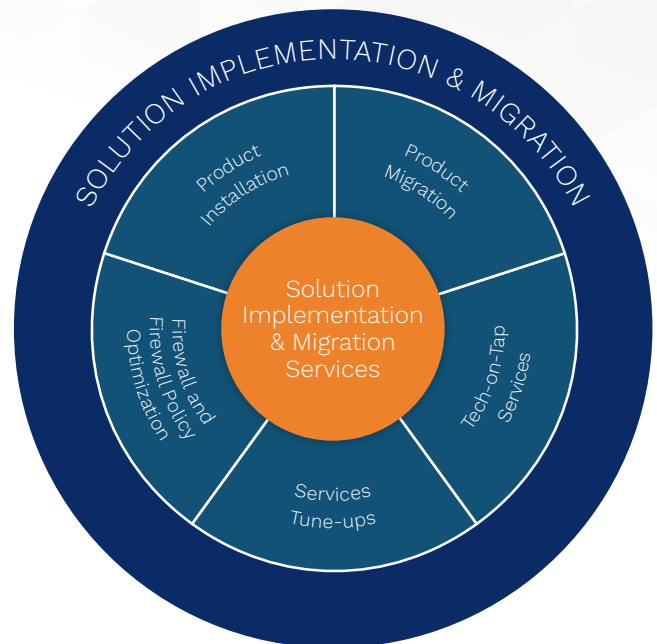 SOLUTION IMPLEMENTATION & MIGRATION
Product
Installation
Product
Migration
Solution
Implementation
& Migration
Services
Firewall and
Firewall Policy
Optimization
Tech-on-Tap
Services
Services
Tune-ups